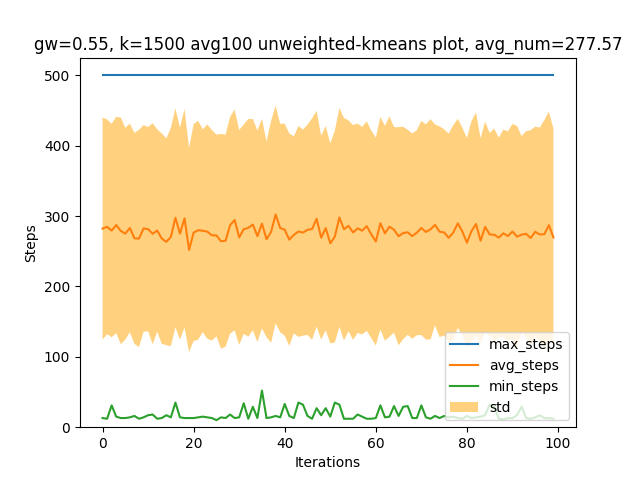 gw=0.55, k=1500 avg100 unweighted-kmeans plot, avg_num=277.57
500
400
300
200
100
0
Steps
0 20 40 60 80 100
Iterations
max_steps
avg_steps
min_steps
std